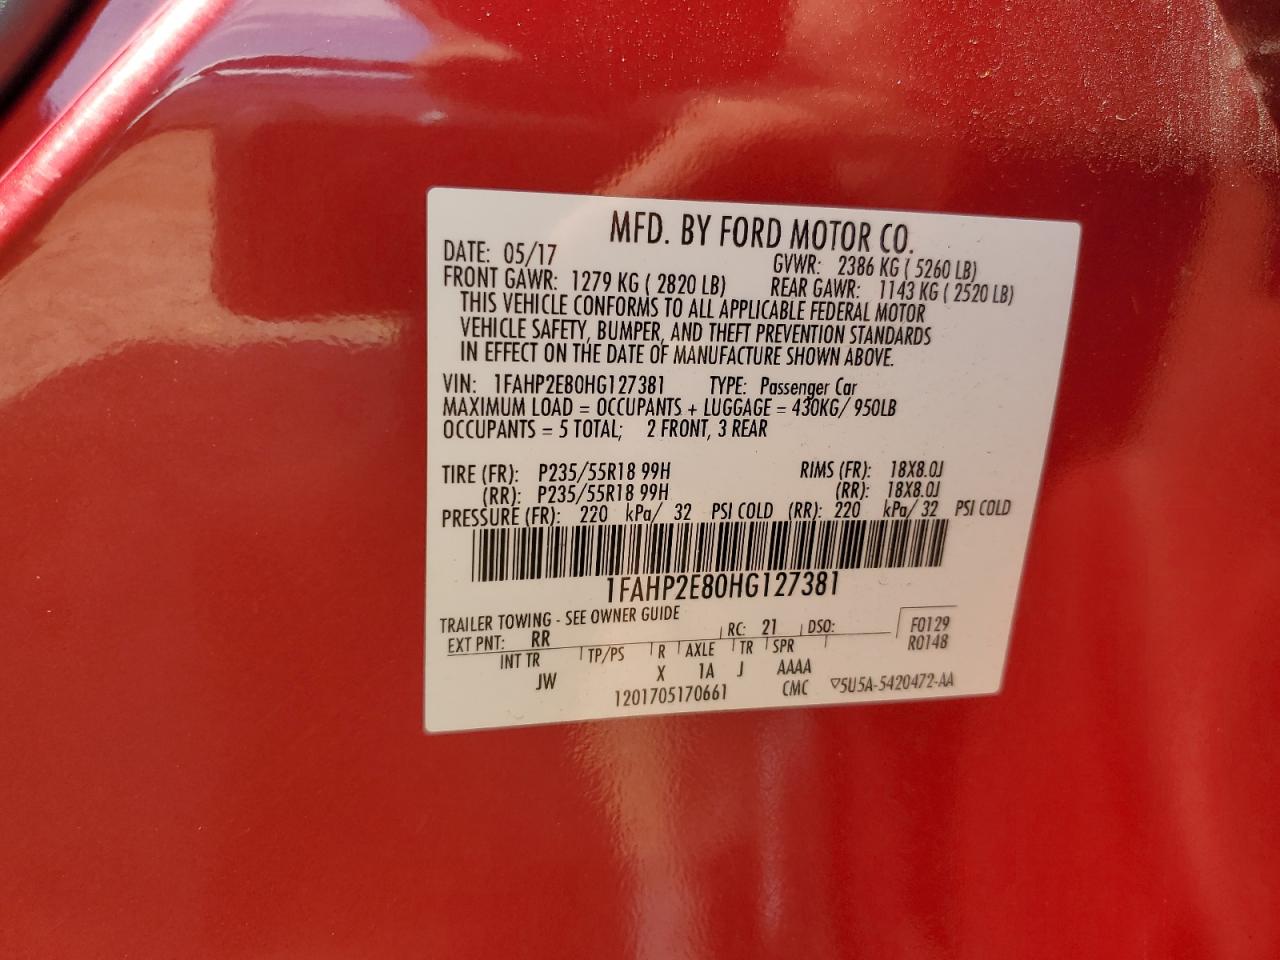 MFD. BY FORD MOTOR CO.
DATE: 05/17 GVWR: 2386 KG ( 5260 LB)
FRONT GAWR: 1279 KG ( 2820 LB) REAR GAWR: 1143 KG ( 2520 LB)
THIS VEHICLE CONFORMS TO ALL APPLICABLE FEDERAL MOTOR
VEHICLE SAFETY, BUMPER, AND THEFT PREVENTION STANDARDS
IN EFFECT ON THE DATE OF MANUFACTURE SHOWN ABOVE.
VIN: 1FAHP2E80HG127381 TYPE: Passenger Car
MAXIMUM LOAD = OCCUPANTS + LUGGAGE = 430KG/ 950LB
OCCUPANTS = 5 TOTAL; 2 FRONT, 3 REAR
TIRE (FR): P235/55R18 99H RIMS (FR): 18X8.0J
(RR): P235/55R18 99H (RR): 18X8.0J
PRESSURE (FR): 220 kPa/ 32 PSI COLD (RR): 220 kPa/ 32 PSI COLD
1FAHP2E80HG127381
TRAILER TOWING - SEE OWNER GUIDE
EXT PNT: RR RC: 21 DSO: F0129
R0148
INT TR TP/PS R AXLE TR SPR
JW X 1A J AAAA
1201705170661 CMC ▽5U5A-5420472-AA